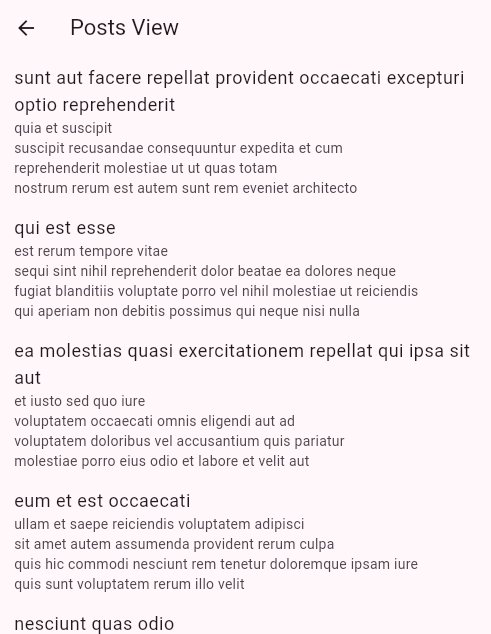 Posts View
sunt aut facere repellat provident occaecati excepturi
optio reprehenderit
quia et suscipit
suscipit recusandae consequuntur expedita et cum
reprehenderit molestiae ut ut quas totam
nostrum rerum est autem sunt rem eveniet architecto
qui est esse
est rerum tempore vitae
sequi sint nihil reprehenderit dolor beatae ea dolores neque
fugiat blanditiis voluptate porro vel nihil molestiae ut reiciendis
qui aperiam non debitis possimus qui neque nisi nulla
ea molestias quasi exercitationem repellat qui ipsa sit
aut
et iusto sed quo iure
voluptatem occaecati omnis eligendi aut ad
voluptatem doloribus vel accusantium quis pariatur
molestiae porro eius odio et labore et velit aut
eum et est occaecati
ullam et saepe reiciendis voluptatem adipisci
sit amet autem assumenda provident rerum culpa
quis hic commodi nesciunt rem tenetur doloremque ipsam iure
quis sunt voluptatem rerum illo velit
nesciunt quas odio